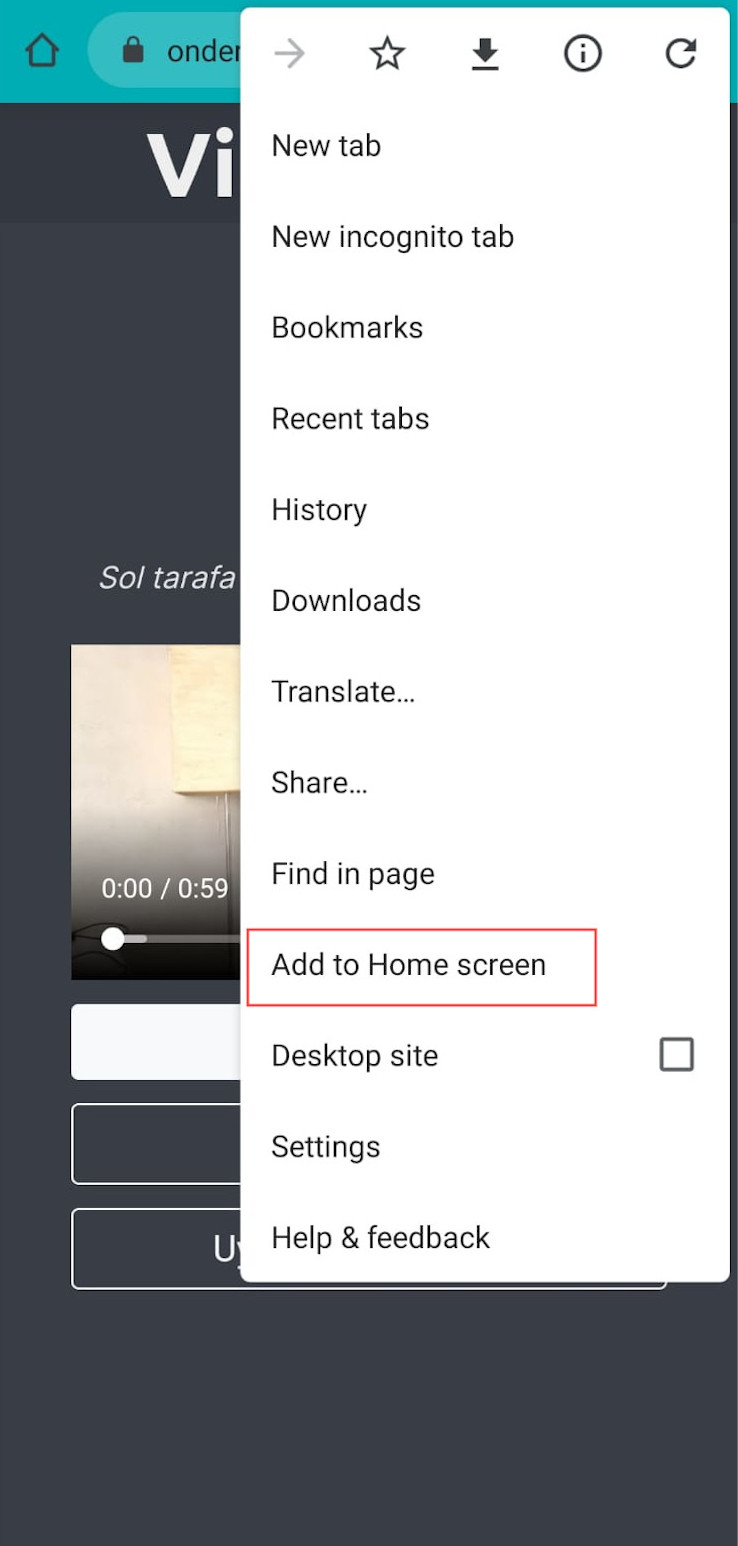 onder
Vi
New tab
New incognito tab
Bookmarks
Recent tabs
History
Downloads
Translate...
Share...
Sol tarafa
0:00 / 0:59
Find in page
Add to Home screen
Desktop site
Settings
Help & feedback